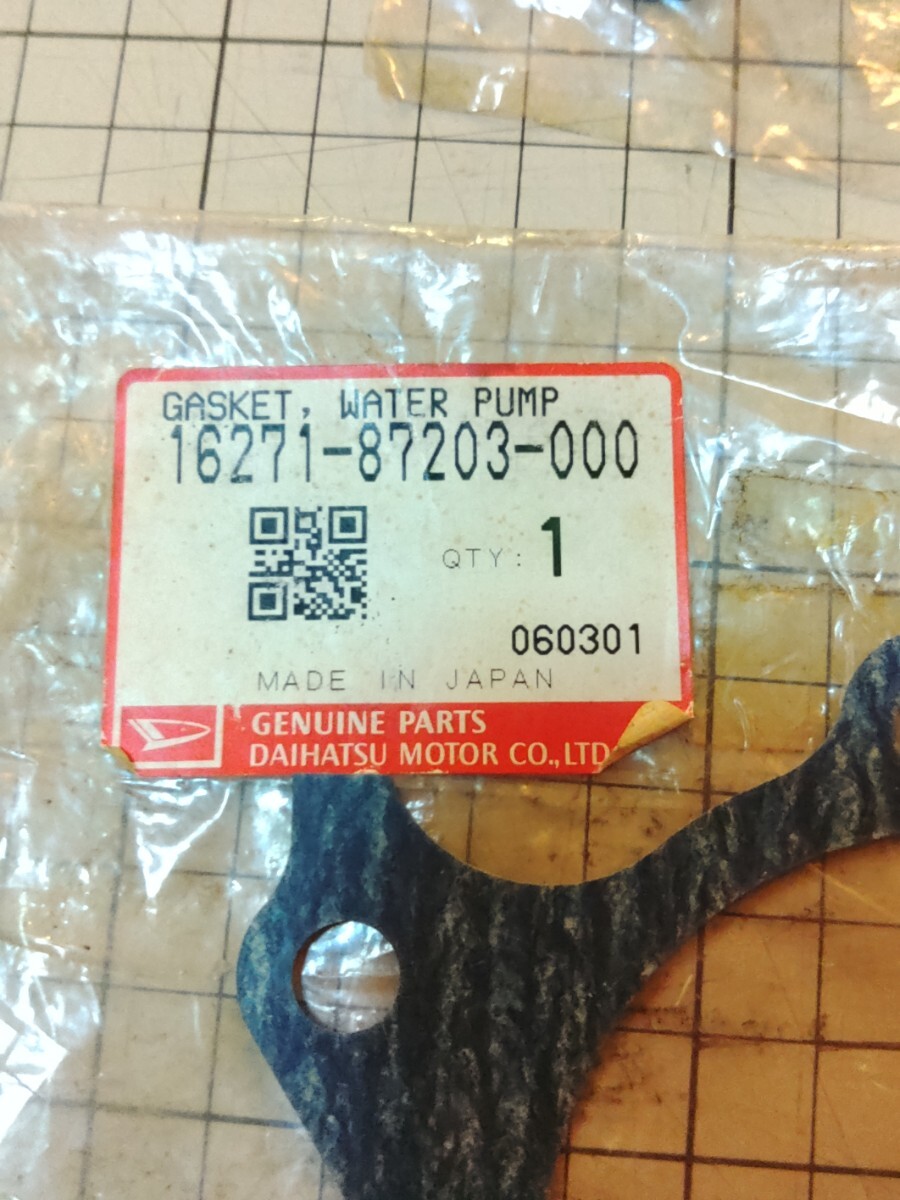 GASKET, WATER PUMP
16271-87203-000
QTY: 1
060301
MADE IN JAPAN
GENUINE PARTS
DAIHATSU MOTOR CO.,LTD